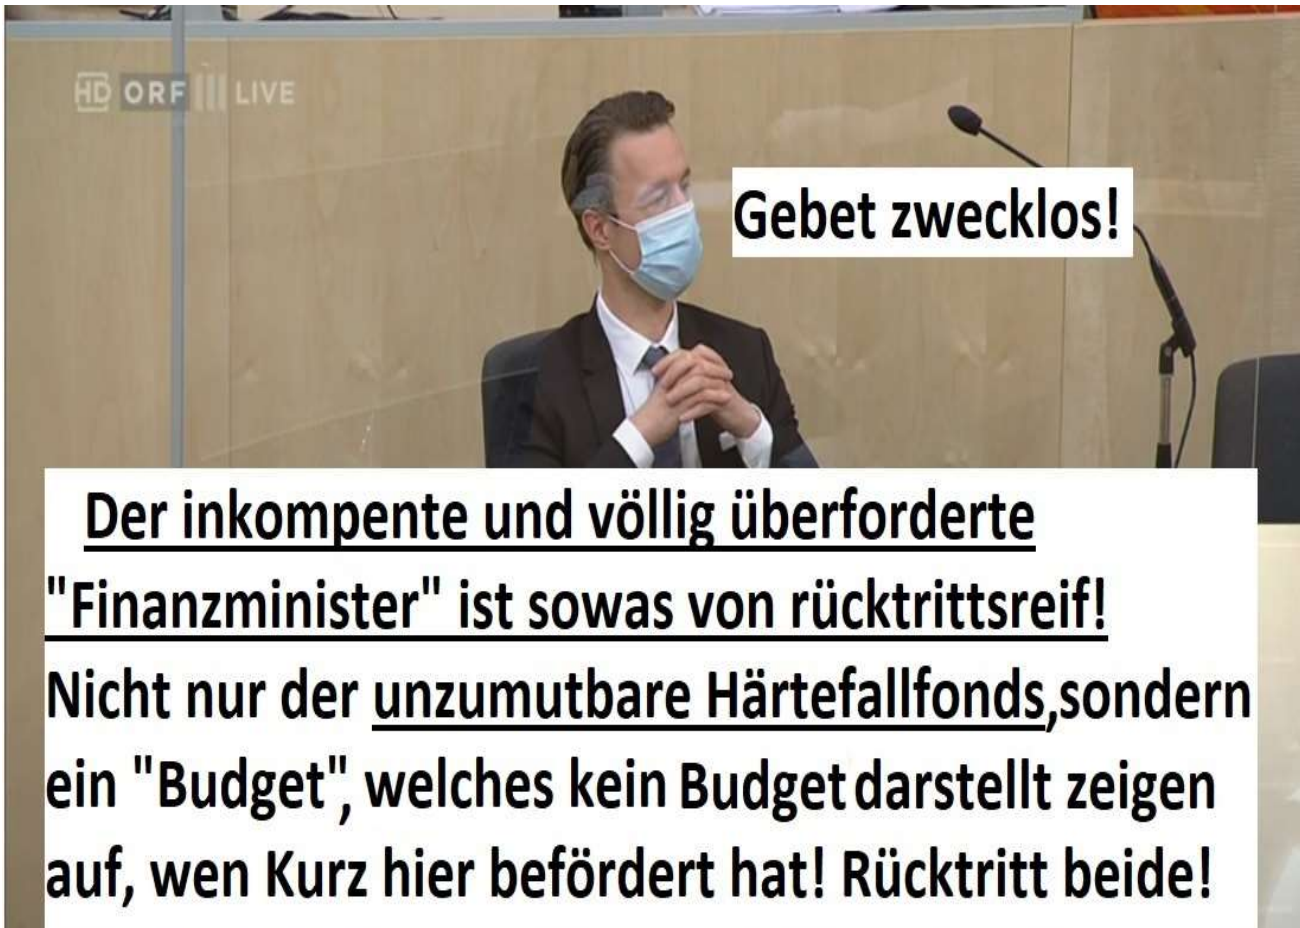 HD ORF III LIVE
Gebet zwecklos!
Der inkompente und völlig überforderte
"Finanzminister" ist sowas von rücktrittsreif!
Nicht nur der unzumutbare Härtefallfonds,sondern
ein "Budget", welches kein Budget darstellt zeigen
auf, wen Kurz hier befördert hat! Rücktritt beide!